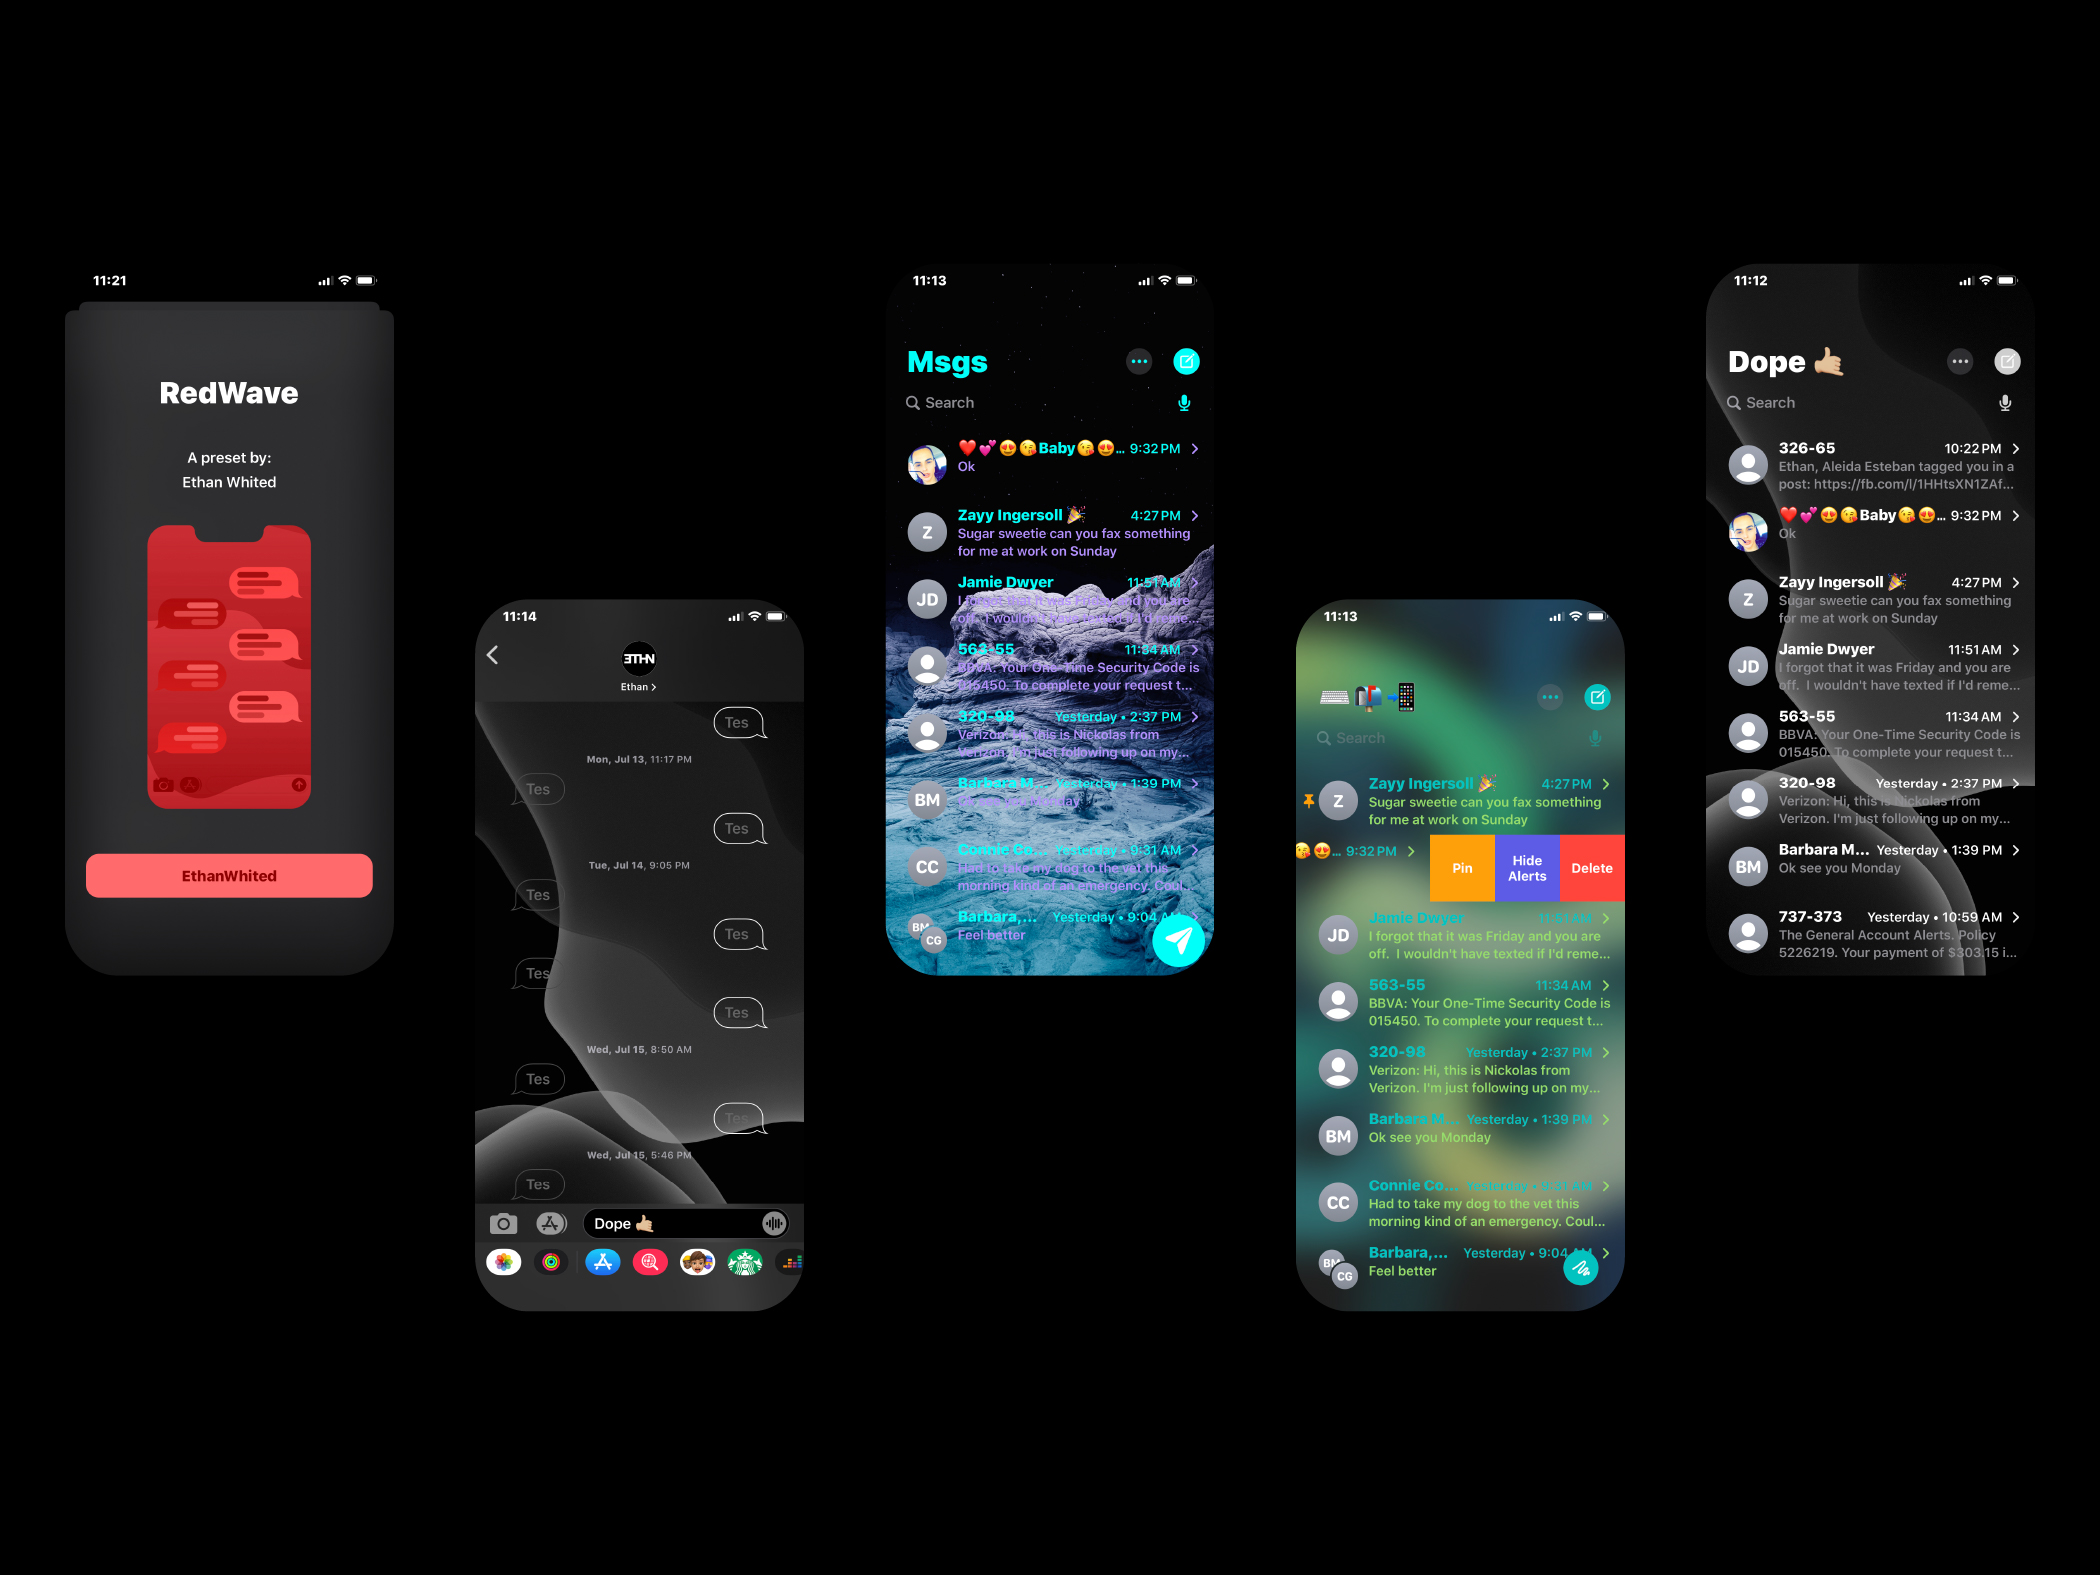 11:21
RedWave
A preset by:
Ethan Whited
EthanWhited
11:14
ΞTHN
Ethan >
Tes
Mon, Jul 13, 11:17 PM
Tes
Tes
Tue, Jul 14, 9:05 PM
Tes
Tes
Tes
Tes
Wed, Jul 15, 8:50 AM
Tes
Tes
Wed, Jul 15, 5:46 PM
Tes
Dope 🤙🏼
11:13
Msgs
Search
❤️💕😍😘Baby😘😍... 9:32 PM
Ok
Zayy Ingersoll 🎉 4:27 PM
Sugar sweetie can you fax something
for me at work on Sunday
JD
Jamie Dwyer 11:51 AM
I forgot that it was Friday and you are
off.  I wouldn't have texted if I'd reme...
Z
563-55 11:34 AM
BBVA: Your One-Time Security Code is
015450. To complete your request t...
320-98 Yesterday • 2:37 PM
Verizon: Hi, this is Nickolas from
Verizon. I'm just following up on my...
BM
Barbara M... Yesterday • 1:39 PM
Ok see you Monday
CC
Connie Co... Yesterday • 9:31 AM
Had to take my dog to the vet this
morning kind of an emergency. Coul...
BM
CG
Barbara,... Yesterday • 9:04 AM
Feel better
11:13
⌨️📬📲
Search
Z
Zayy Ingersoll 🎉 4:27 PM
Sugar sweetie can you fax something
for me at work on Sunday
😘😍... 9:32 PM
Pin
Hide
Alerts
Delete
JD
Jamie Dwyer 11:51 AM
I forgot that it was Friday and you are
off.  I wouldn't have texted if I'd reme...
563-55 11:34 AM
BBVA: Your One-Time Security Code is
015450. To complete your request t...
320-98 Yesterday • 2:37 PM
Verizon: Hi, this is Nickolas from
Verizon. I'm just following up on my...
BM
Barbara M... Yesterday • 1:39 PM
Ok see you Monday
CC
Connie Co... Yesterday • 9:31 AM
Had to take my dog to the vet this
morning kind of an emergency. Coul...
BM
CG
Barbara,... Yesterday • 9:04 AM
Feel better
11:12
Dope 🤙🏼
Search
326-65 10:22 PM
Ethan, Aleida Esteban tagged you in a
post: https://fb.com/l/1HHtsXN1ZAf...
❤️💕😍😘Baby😘😍... 9:32 PM
Ok
Z
Zayy Ingersoll 🎉 4:27 PM
Sugar sweetie can you fax something
for me at work on Sunday
JD
Jamie Dwyer 11:51 AM
I forgot that it was Friday and you are
off.  I wouldn't have texted if I'd reme...
563-55 11:34 AM
BBVA: Your One-Time Security Code is
015450. To complete your request t...
320-98 Yesterday • 2:37 PM
Verizon: Hi, this is Nickolas from
Verizon. I'm just following up on my...
BM
Barbara M... Yesterday • 1:39 PM
Ok see you Monday
737-373 Yesterday • 10:59 AM
The General Account Alerts. Policy
5226219. Your payment of $303.15 i...